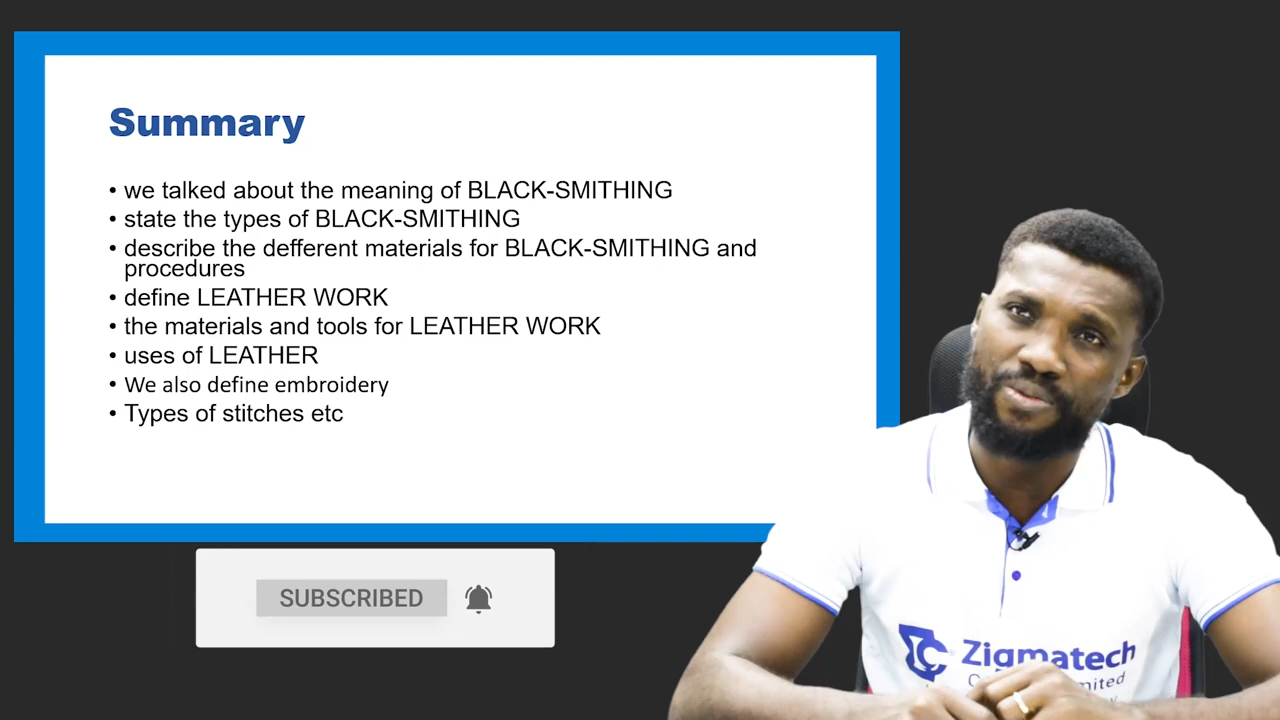 Summary
• we talked about the meaning of BLACK-SMITHING
• state the types of BLACK-SMITHING
• describe the defferent materials for BLACK-SMITHING and
procedures
• define LEATHER WORK
• the materials and tools for LEATHER WORK
• uses of LEATHER
• We also define embroidery
• Types of stitches etc
SUBSCRIBED
Zigmatech